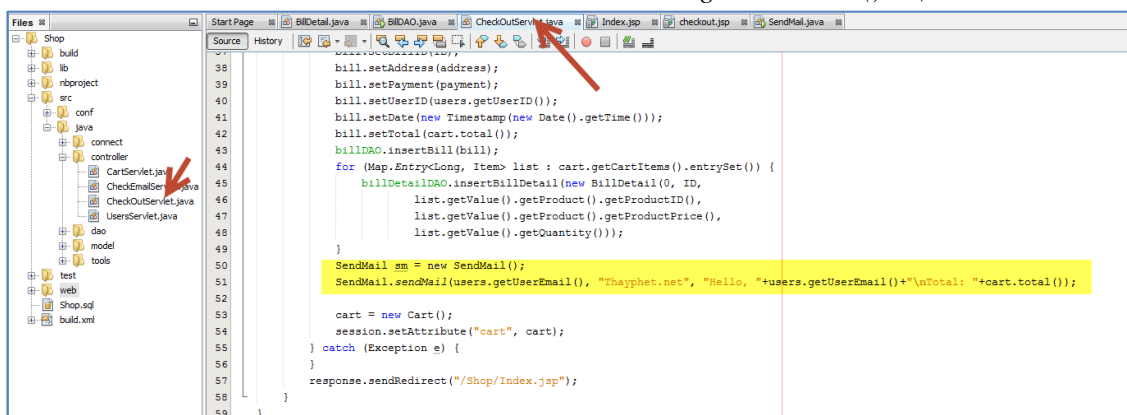 Files
Start Page BillDetail.java BillDAO.java CheckOutServlet.java Index.jsp checkout.jsp SendMail.java
Source History
Shop
build
lib
nbproject
src
conf
java
connect
controller
CartServlet.java
CheckEmailServlet.java
CheckOutServlet.java
UsersServlet.java
dao
model
tools
test
web
Shop.sql
build.xml
38 bill.setAddress(address);
39 bill.setPayment(payment);
40 bill.setUserID(users.getUserID());
41 bill.setDate(new Timestamp(new Date().getTime()));
42 bill.setTotal(cart.total());
43 billDAO.insertBill(bill);
44 for (Map.Entry<Long, Item> list : cart.getCartItems().entrySet()) {
45 billDetailDAO.insertBillDetail(new BillDetail(0, ID,
46 list.getValue().getProduct().getProductID(),
47 list.getValue().getProduct().getProductPrice(),
48 list.getValue().getQuantity()));
49 }
50 SendMail sm = new SendMail();
51 SendMail.sendMail(users.getUserEmail(), "Thayphet.net", "Hello, "+users.getUserEmail()+"\nTotal: "+cart.total());
52
53 cart = new Cart();
54 session.setAttribute("cart", cart);
55 } catch (Exception e) {
56 }
57 response.sendRedirect("/Shop/Index.jsp");
58 }
59 }